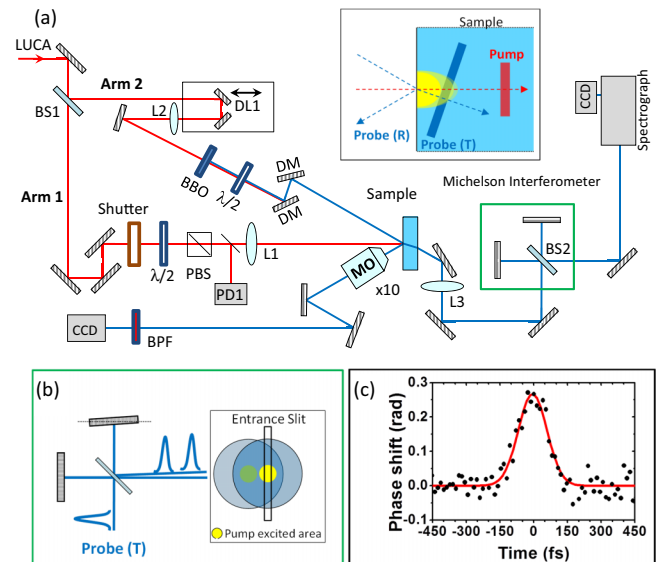 (a)
LUCA
BS1
Arm 2
L2
DL1
Arm 1
BBO
λ/2
DM
DM
Shutter
λ/2
PBS
PD1
L1
Sample
MO
x10
L3
CCD
BPF
Sample
Pump
Probe (R)
Probe (T)
Michelson Interferometer
BS2
CCD
Spectrograph
(b)
Probe (T)
Entrance Slit
Pump excited area
(c)
Phase shift (rad)
0.3
0.2
0.1
0.0
-450 -300 -150 0 150 300 450
Time (fs)